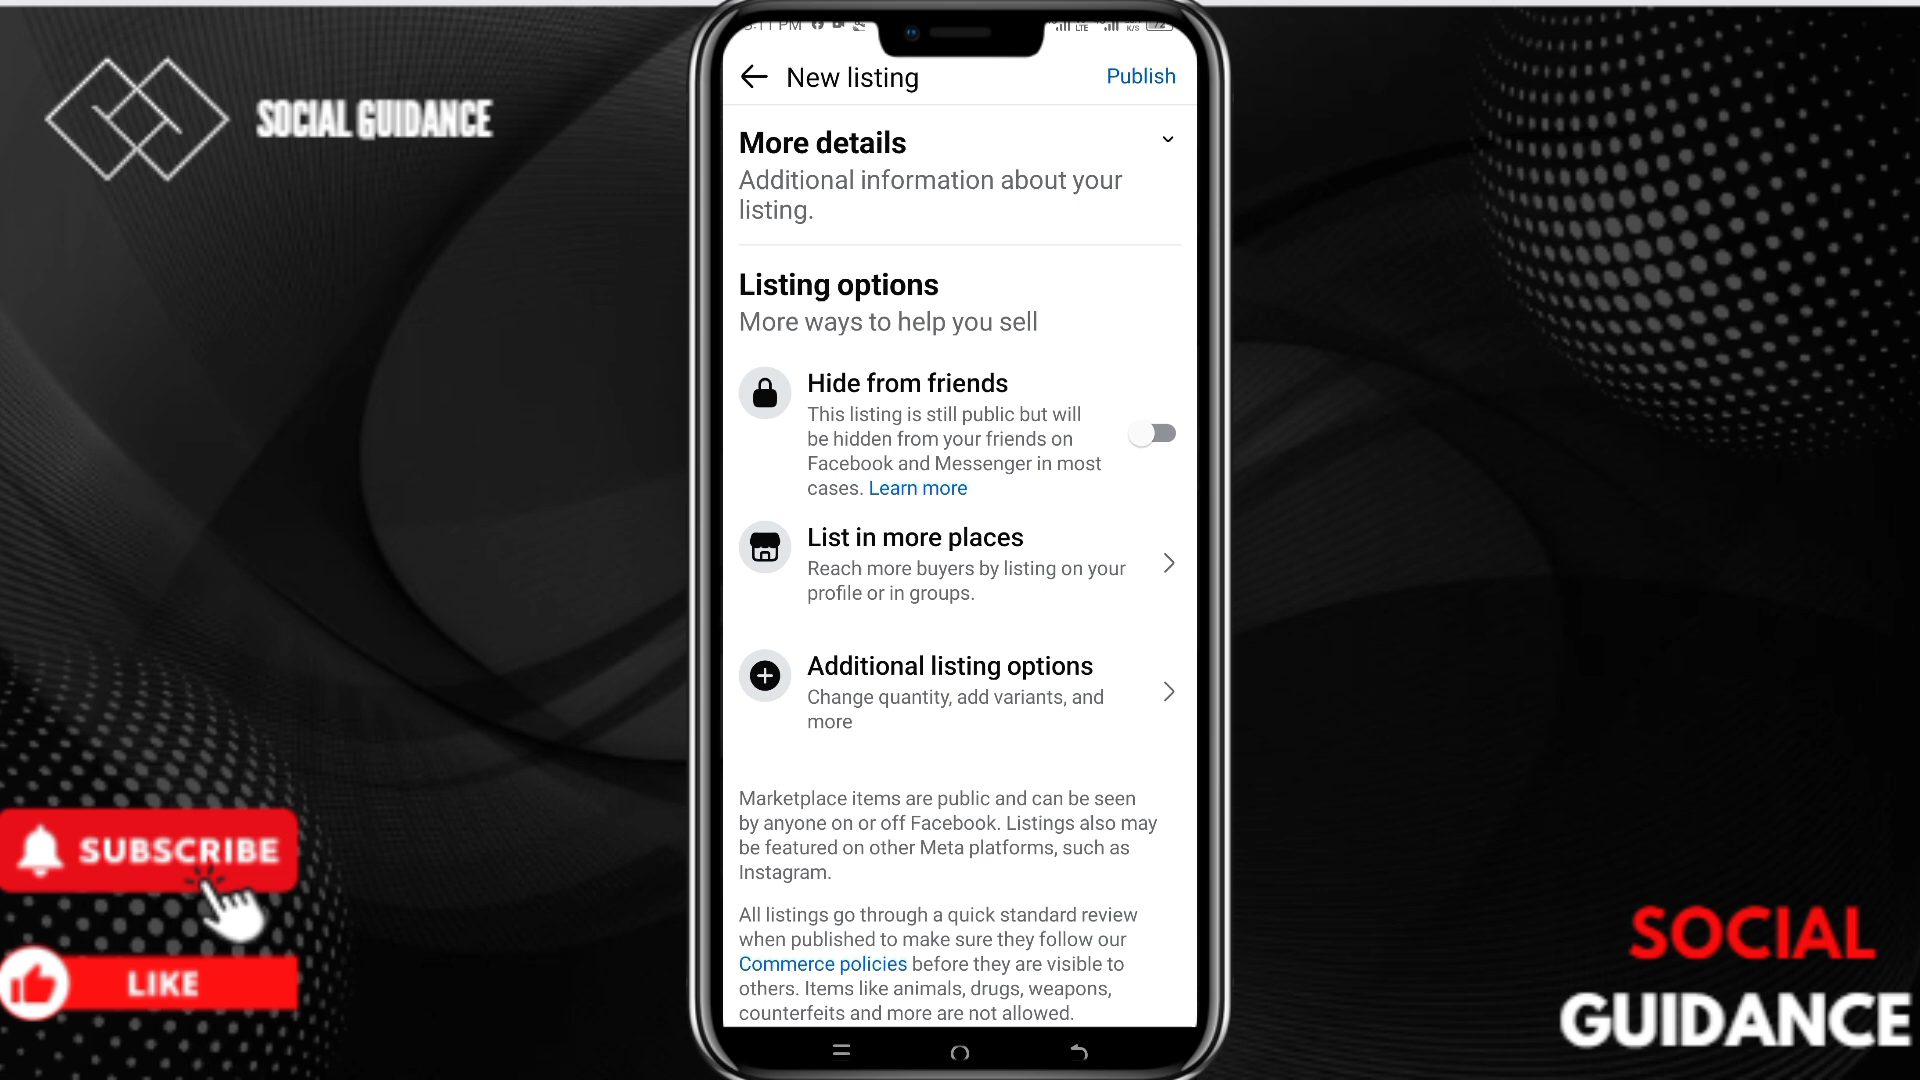 SOCIAL GUIDANCE
New listing
Publish
More details
Additional information about your
listing.
Listing options
More ways to help you sell
Hide from friends
This listing is still public but will
be hidden from your friends on
Facebook and Messenger in most
cases. Learn more
List in more places
Reach more buyers by listing on your
profile or in groups.
Additional listing options
Change quantity, add variants, and
more
Marketplace items are public and can be seen
by anyone on or off Facebook. Listings also may
be featured on other Meta platforms, such as
Instagram.
All listings go through a quick standard review
when published to make sure they follow our
Commerce policies before they are visible to
others. Items like animals, drugs, weapons,
counterfeits and more are not allowed.
SUBSCRIBE
LIKE
SOCIAL
GUIDANCE